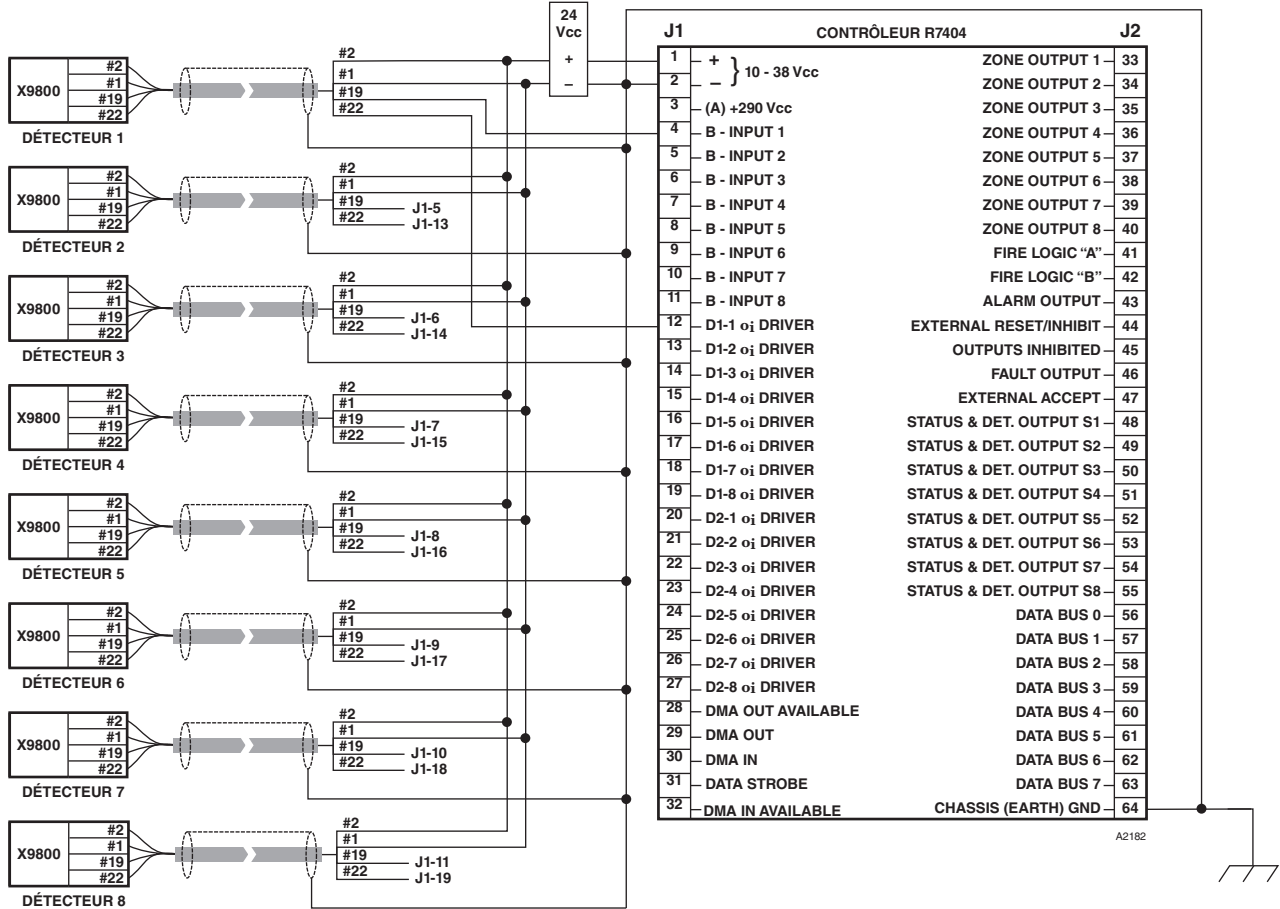 24
Vcc
+
–
#2
#1
#19
#22
X9800
DÉTECTEUR 1
#2
#1
#19
#22
#2
#1
#19
#22
X9800
DÉTECTEUR 2
#2
#1
#19
#22
J1-5
J1-13
#2
#1
#19
#22
X9800
DÉTECTEUR 3
#2
#1
#19
#22
J1-6
J1-14
#2
#1
#19
#22
X9800
DÉTECTEUR 4
#2
#1
#19
#22
J1-7
J1-15
#2
#1
#19
#22
X9800
DÉTECTEUR 5
#2
#1
#19
#22
J1-8
J1-16
#2
#1
#19
#22
X9800
DÉTECTEUR 6
#2
#1
#19
#22
J1-9
J1-17
#2
#1
#19
#22
X9800
DÉTECTEUR 7
#2
#1
#19
#22
J1-10
J1-18
#2
#1
#19
#22
X9800
DÉTECTEUR 8
#2
#1
#19
#22
J1-11
J1-19
J1 CONTRÔLEUR R7404 J2
1 + } 10 - 38 Vcc
2 –
3 (A) +290 Vcc
4 B - INPUT 1
5 B - INPUT 2
6 B - INPUT 3
7 B - INPUT 4
8 B - INPUT 5
9 B - INPUT 6
10 B - INPUT 7
11 B - INPUT 8
12 D1-1 oi DRIVER
13 D1-2 oi DRIVER
14 D1-3 oi DRIVER
15 D1-4 oi DRIVER
16 D1-5 oi DRIVER
17 D1-6 oi DRIVER
18 D1-7 oi DRIVER
19 D1-8 oi DRIVER
20 D2-1 oi DRIVER
21 D2-2 oi DRIVER
22 D2-3 oi DRIVER
23 D2-4 oi DRIVER
24 D2-5 oi DRIVER
25 D2-6 oi DRIVER
26 D2-7 oi DRIVER
27 D2-8 oi DRIVER
28 DMA OUT AVAILABLE
29 DMA OUT
30 DMA IN
31 DATA STROBE
32 DMA IN AVAILABLE
ZONE OUTPUT 1 33
ZONE OUTPUT 2 34
ZONE OUTPUT 3 35
ZONE OUTPUT 4 36
ZONE OUTPUT 5 37
ZONE OUTPUT 6 38
ZONE OUTPUT 7 39
ZONE OUTPUT 8 40
FIRE LOGIC “A” 41
FIRE LOGIC “B” 42
ALARM OUTPUT 43
EXTERNAL RESET/INHIBIT 44
OUTPUTS INHIBITED 45
FAULT OUTPUT 46
EXTERNAL ACCEPT 47
STATUS & DET. OUTPUT S1 48
STATUS & DET. OUTPUT S2 49
STATUS & DET. OUTPUT S3 50
STATUS & DET. OUTPUT S4 51
STATUS & DET. OUTPUT S5 52
STATUS & DET. OUTPUT S6 53
STATUS & DET. OUTPUT S7 54
STATUS & DET. OUTPUT S8 55
DATA BUS 0 56
DATA BUS 1 57
DATA BUS 2 58
DATA BUS 3 59
DATA BUS 4 60
DATA BUS 5 61
DATA BUS 6 62
DATA BUS 7 63
CHASSIS (EARTH) GND 64
A2182